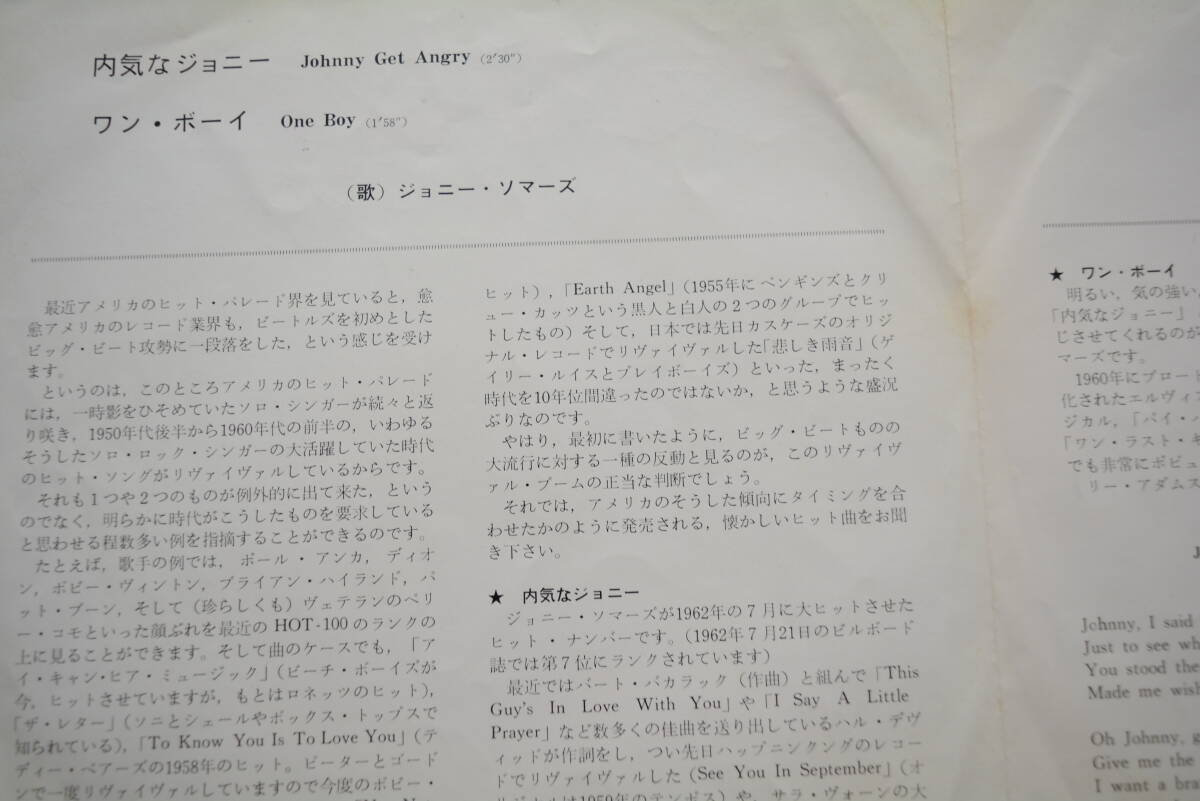 内気なジョニー Johnny Get Angry (2′30″)
ワン・ボーイ One Boy (1′58″)
(歌) ジョニー・ソマーズ
最近アメリカのヒット・パレード界を見ていると，愈
愈アメリカのレコード業界も，ビートルズを初めとした
ビッグ・ビート攻勢に一段落をした，という感じを受け
ます。
というのは，このところアメリカのヒット・パレード
には，一時影をひそめていたソロ・シンガーが続々と返
り咲き，1950年代後半から1960年代の前半の，いわゆる
そうしたソロ・ロック・シンガーの大活躍していた時代
のヒット・ソングがリヴァイヴァルしているからです。
それも１つや２つのものが例外的に出て来た，という
のでなく，明らかに時代がこうしたものを要求している
と思わせる程数多い例を指摘することができるのです。
たとえば，歌手の例では，ポール・アンカ，ディオ
ン，ボビー・ヴィントン，ブライアン・ハイランド，パ
ット・ブーン，そして（珍らしくも）ヴェテランのペリ
ー・コモといった顔ぶれを最近の HOT-100 のランクの
上に見ることができます。そして曲のケースでも，「ア
イ・キャン・ヒア・ミュージック」（ビーチ・ボーイズが
今，ヒットさせていますが，もとはロネッツのヒット），
「ザ・レター」（ソニとシェールやボックス・トップスで
知られている），「To Know You Is To Love You」（テ
ディー・ベアーズの1958年のヒット。ピーターとゴード
ンで一度リヴァイヴァルしていますので今度のボビー・
ヒット），「Earth Angel」（1955年に ペンギンズとクリ
ュー・カッツという黒人と白人の２つのグループでヒッ
トしたもの）そして，日本では先日カスケーズのオリジ
ナル・レコードでリヴァイヴァルした「悲しき雨音」（ゲ
イリー・ルイスとプレイボーイズ）といった，まったく
時代を10年位間違ったのではないか，と思うような盛況
ぶりなのです。
やはり，最初に書いたように，ビッグ・ビートものの
大流行に対する一種の反動と見るのが，このリヴァイヴ
ァル・ブームの正当な判断でしょう。
それでは，アメリカのそうした傾向にタイミングを合
わせたかのように発売される，懐かしいヒット曲をお聞
き下さい。
★ 内気なジョニー
ジョニー・ソマーズが1962年の７月に大ヒットさせた
ヒット・ナンバーです。（1962年７月21日のビルボード
誌では第７位にランクされています）
最近ではバート・バカラック（作曲）と組んで「This
Guy's In Love With You」や「I Say A Little
Prayer」など数多くの佳曲を送り出しているハル・デヴ
ィッドが作詞をし，つい先日ハップニンクングのレコー
ドでリヴァイヴァルした (See You In September」（オ
リジナルは1959年のテンポス）や，サラ・ヴォーンの大
★ ワン・ボーイ
明るい，気の強い，
「内気なジョニー」
じさせてくれるのが
マーズです。
1960年にブロード
化されたエルヴィス
ジカル，「バイ・
「ワン・ラスト・キ
でも非常にポピュ
リー・アダムス
J
Johnny, I said
Just to see wh
You stood the
Made me wish
Oh Johnny, g
Give me the
I want a bra